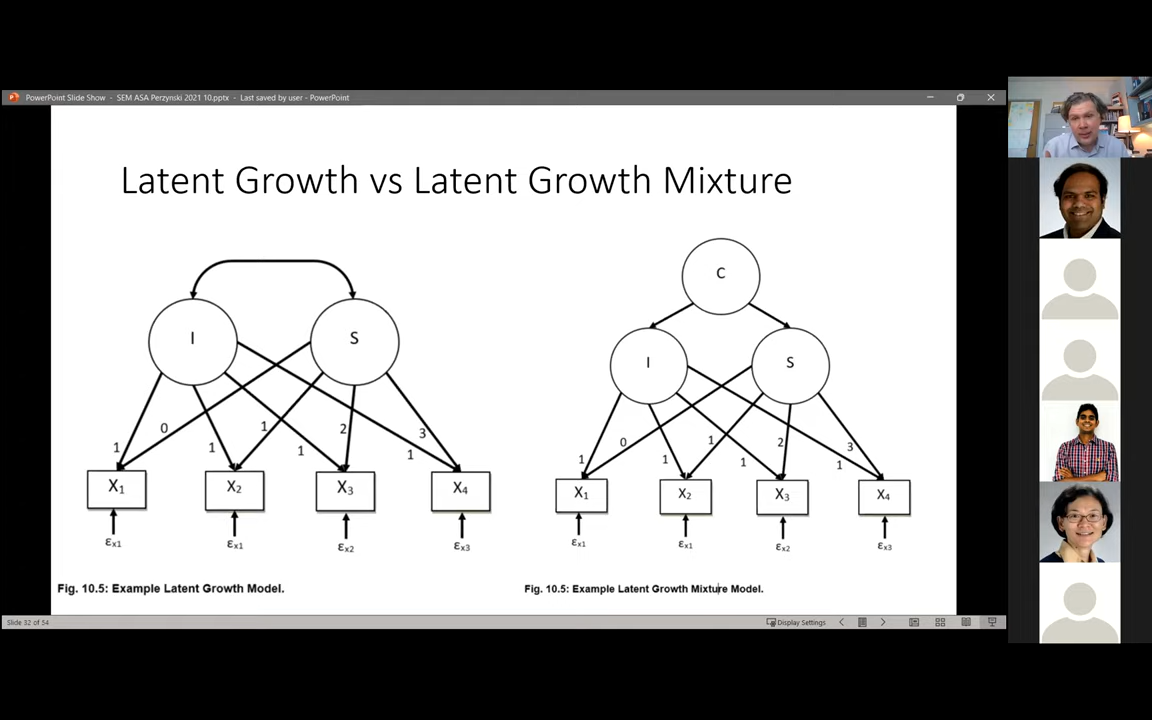 PowerPoint Slide Show - SEM ASA Perzynski 2021 10.pptx - Last saved by user - PowerPoint
Latent Growth vs Latent Growth Mixture
I
S
1
0
1
1
1
2
1
3
X1
X2
X3
X4
εx1
εx1
εx2
εx3
Fig. 10.5: Example Latent Growth Model.
C
I
S
1
0
1
1
1
2
1
3
X1
X2
X3
X4
εx1
εx1
εx2
εx3
Fig. 10.5: Example Latent Growth Mixture Model.
Slide 32 of 54
Display Settings